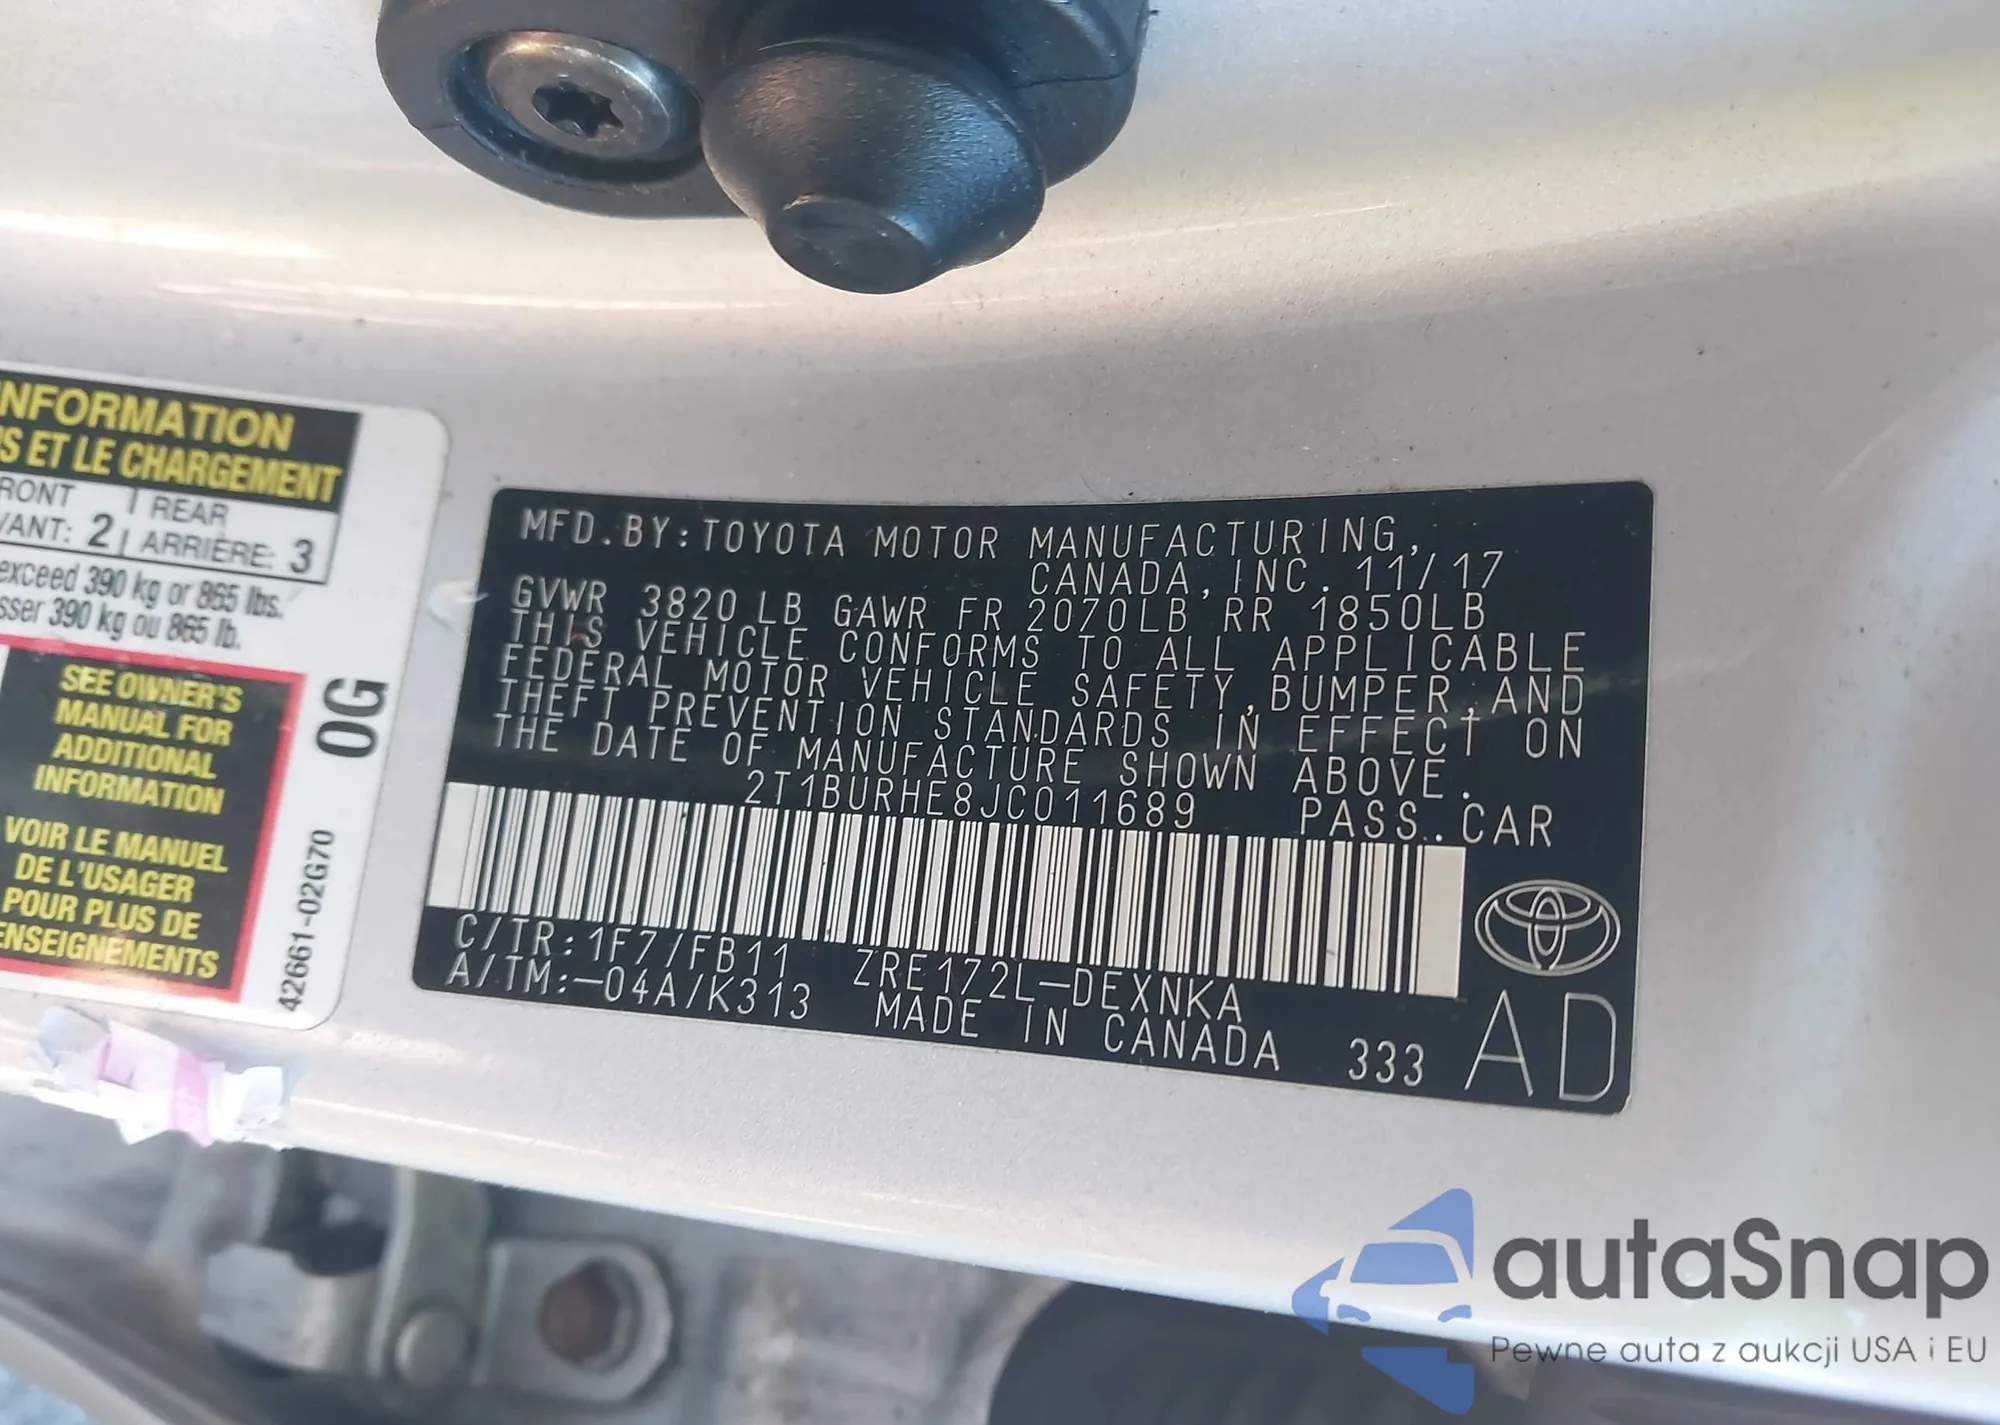 INFORMATION
S ET LE CHARGEMENT
RONT REAR
VANT: 2 ARRIÈRE: 3
exceed 390 kg or 865 lbs.
sser 390 kg ou 865 lb.
SEE OWNER'S
MANUAL FOR
ADDITIONAL
INFORMATION
VOIR LE MANUEL
DE L'USAGER
POUR PLUS DE
ENSEIGNEMENTS
0G
42661-02G70
MFD.BY:TOYOTA MOTOR MANUFACTURING,
CANADA,INC. 11/17
GVWR 3820LB GAWR FR 2070LB RR 1850LB
THIS VEHICLE CONFORMS TO ALL APPLICABLE
FEDERAL MOTOR VEHICLE SAFETY,BUMPER,AND
THEFT PREVENTION STANDARDS IN EFFECT ON
THE DATE OF MANUFACTURE SHOWN ABOVE.
2T1BURHE8JC011689 PASS.CAR
C/TR:1F7/FB11 ZRE172L-DEXNKA
A/TM:-04A/K313 MADE IN CANADA 333 AD
autaSnap
Pewne auta z aukcji USA i EU